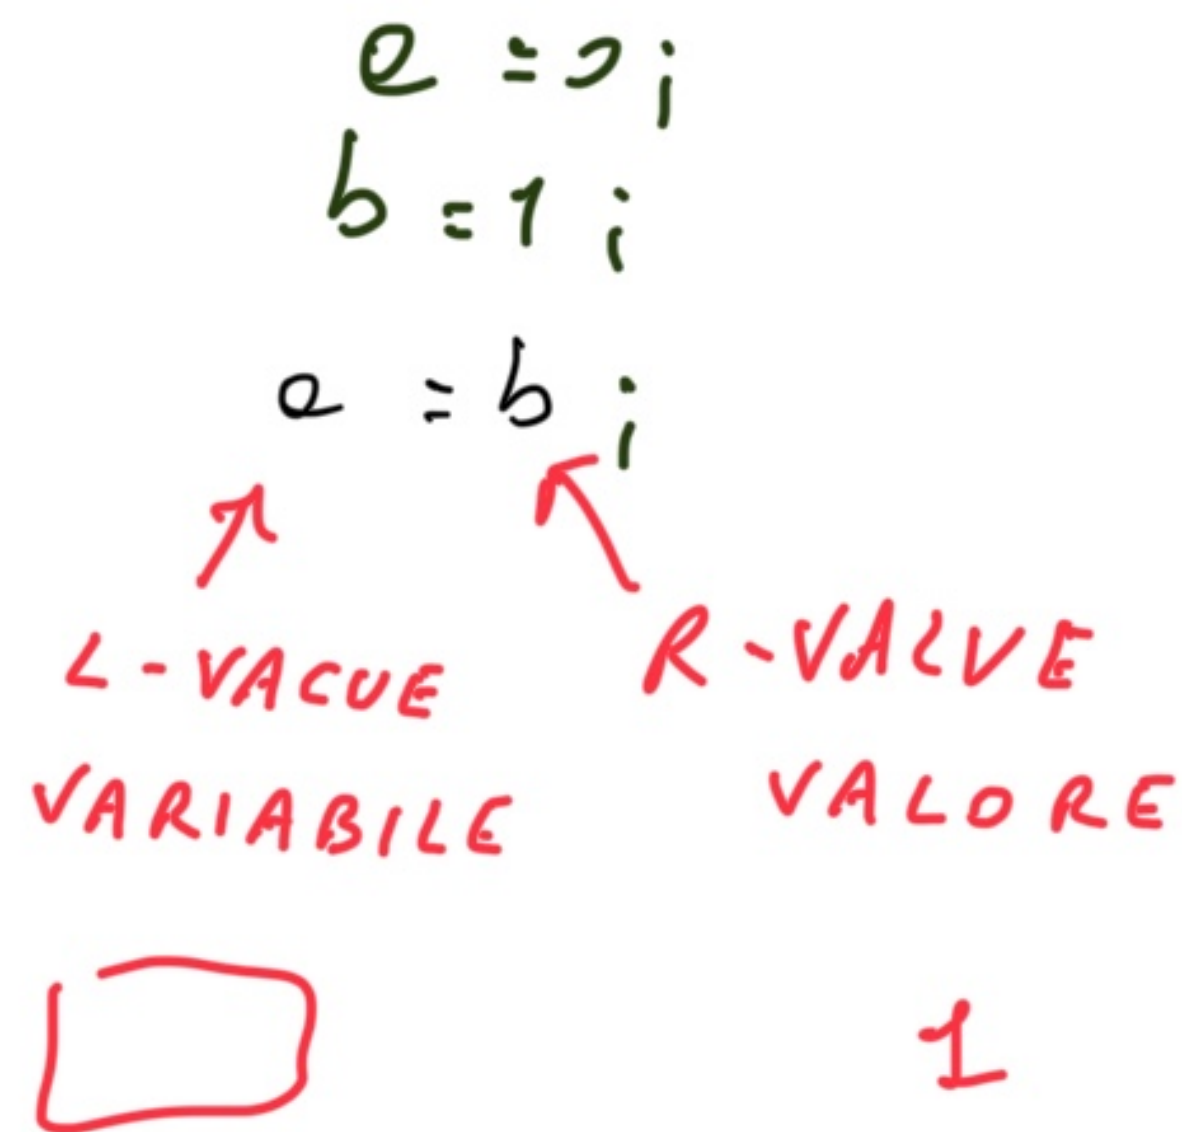 a = 0;
b = 1;
a = b;
L-VALUE R-VALUE
VARIABILE VALORE
1